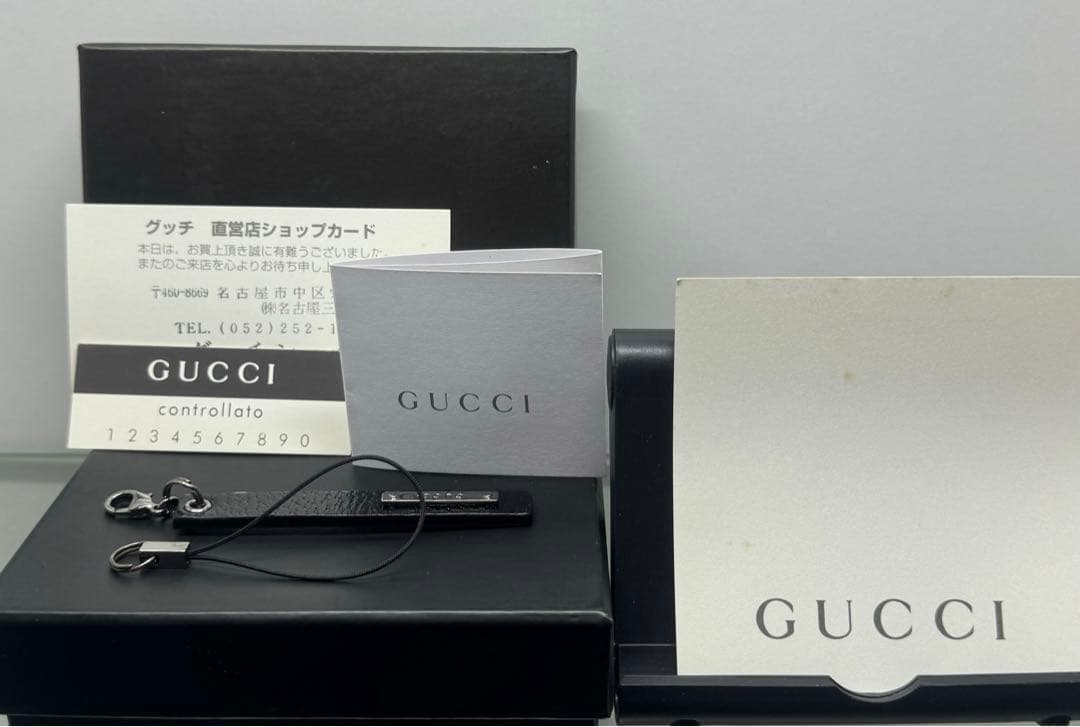 グッチ 直営店ショップカード
本日は、お買上頂き誠に有難うございました。
またのご来店を心よりお待ち申し上
〒460-8669 名古屋市中区
㈱名古屋三
TEL. (052)252-1
GUCCI
controllato
1 2 3 4 5 6 7 8 9 0
GUCCI
GUCCI